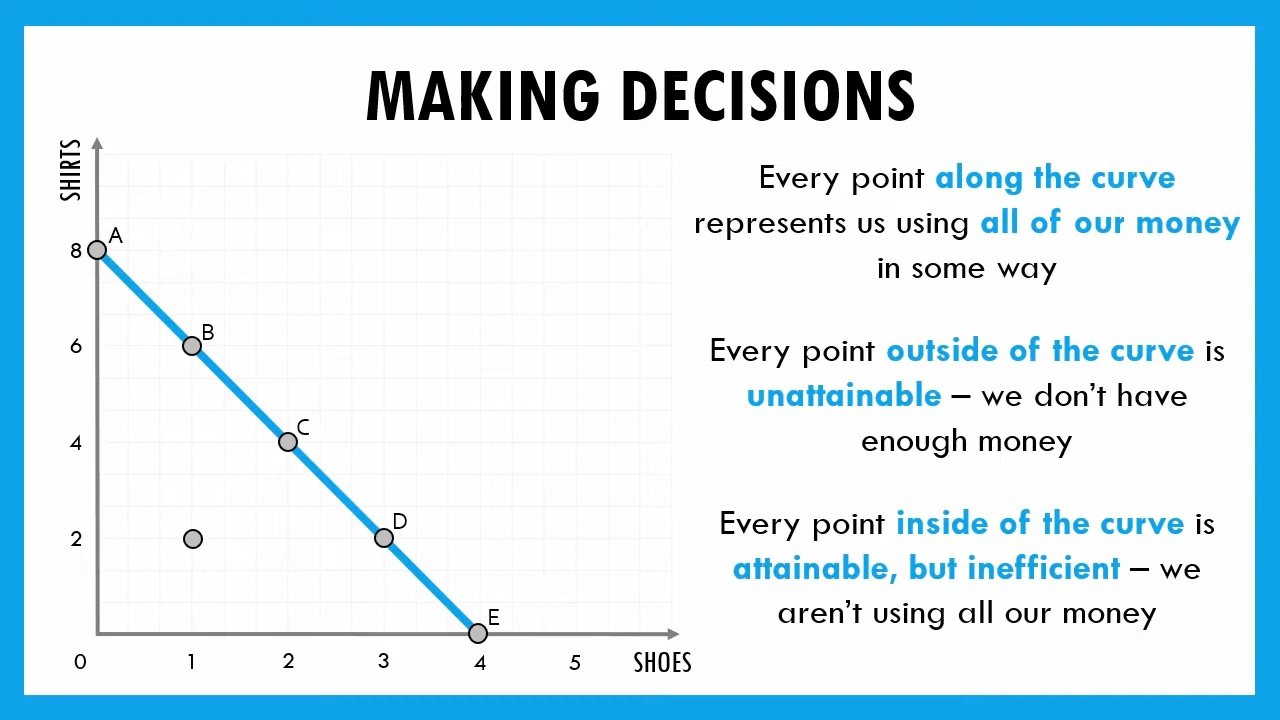 MAKING DECISIONS
SHIRTS
8
6
4
2
0
1
2
3
4
5
SHOES
A
B
C
D
E
Every point along the curve
represents us using all of our money
in some way
Every point outside of the curve is
unattainable – we don't have
enough money
Every point inside of the curve is
attainable, but inefficient – we
aren't using all our money